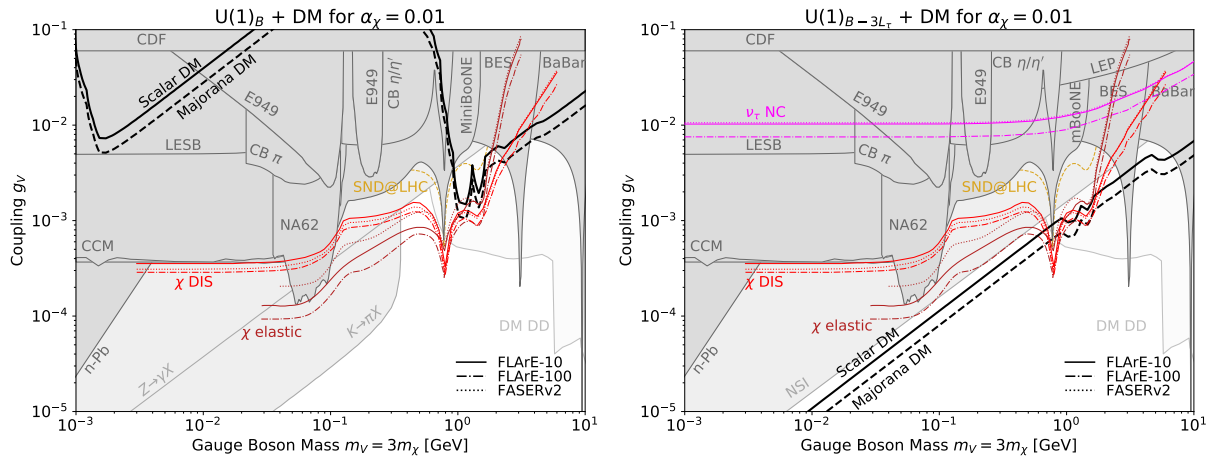 U(1)_B + DM for α_χ = 0.01
10^−1
10^−2
10^−3
10^−4
10^−5
Coupling g_V
CDF
Scalar DM
Majorana DM
E949
LESB
CB π
E949
CB η/η′
MiniBooNE
BES
BaBar
SND@LHC
NA62
CCM
χ DIS
χ elastic
n-Pb
Z→γX
K→πX
DM DD
FLArE-10
FLArE-100
FASERv2
10^−3
10^−2
10^−1
10^0
10^1
Gauge Boson Mass m_V = 3m_χ [GeV]
U(1)_{B−3L_τ} + DM for α_χ = 0.01
10^−1
10^−2
10^−3
10^−4
10^−5
Coupling g_V
CDF
E949
ν_τ NC
LESB
CB π
E949
CB η/η′
LEP
mBooNE
BES
BaBar
SND@LHC
NA62
CCM
χ DIS
χ elastic
n-Pb
NSI
Scalar DM
Majorana DM
DM DD
FLArE-10
FLArE-100
FASERv2
10^−3
10^−2
10^−1
10^0
10^1
Gauge Boson Mass m_V = 3m_χ [GeV]